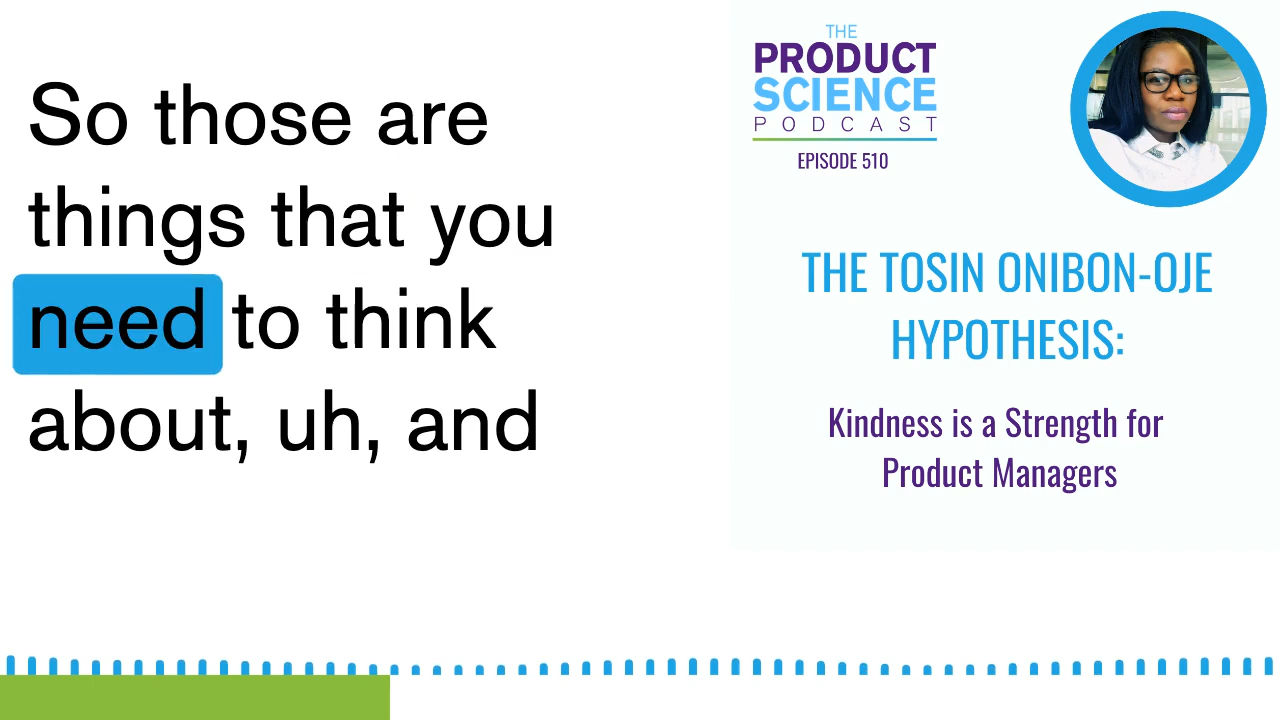 So those are
things that you
need to think
about, uh, and
THE
PRODUCT
SCIENCE
PODCAST
EPISODE 510
THE TOSIN ONIBON-OJE
HYPOTHESIS:
Kindness is a Strength for
Product Managers